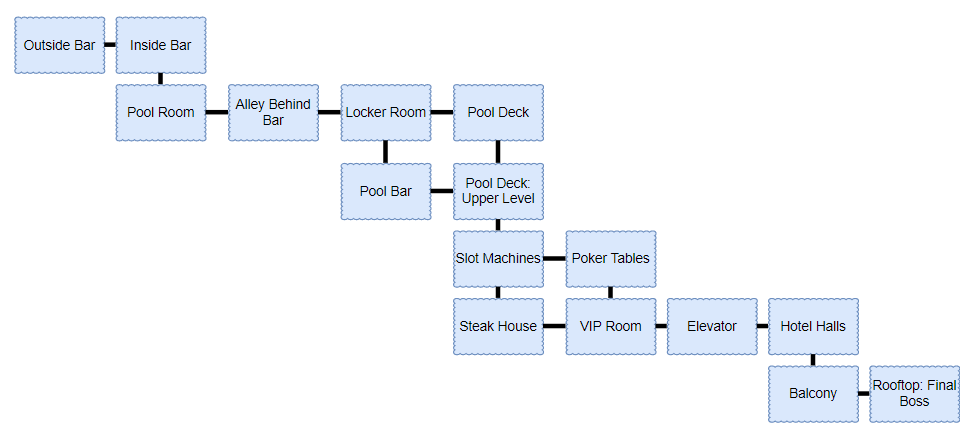 Outside Bar
Inside Bar
Pool Room
Alley Behind
Bar
Locker Room
Pool Deck
Pool Bar
Pool Deck:
Upper Level
Slot Machines
Poker Tables
Steak House
VIP Room
Elevator
Hotel Halls
Balcony
Rooftop: Final
Boss